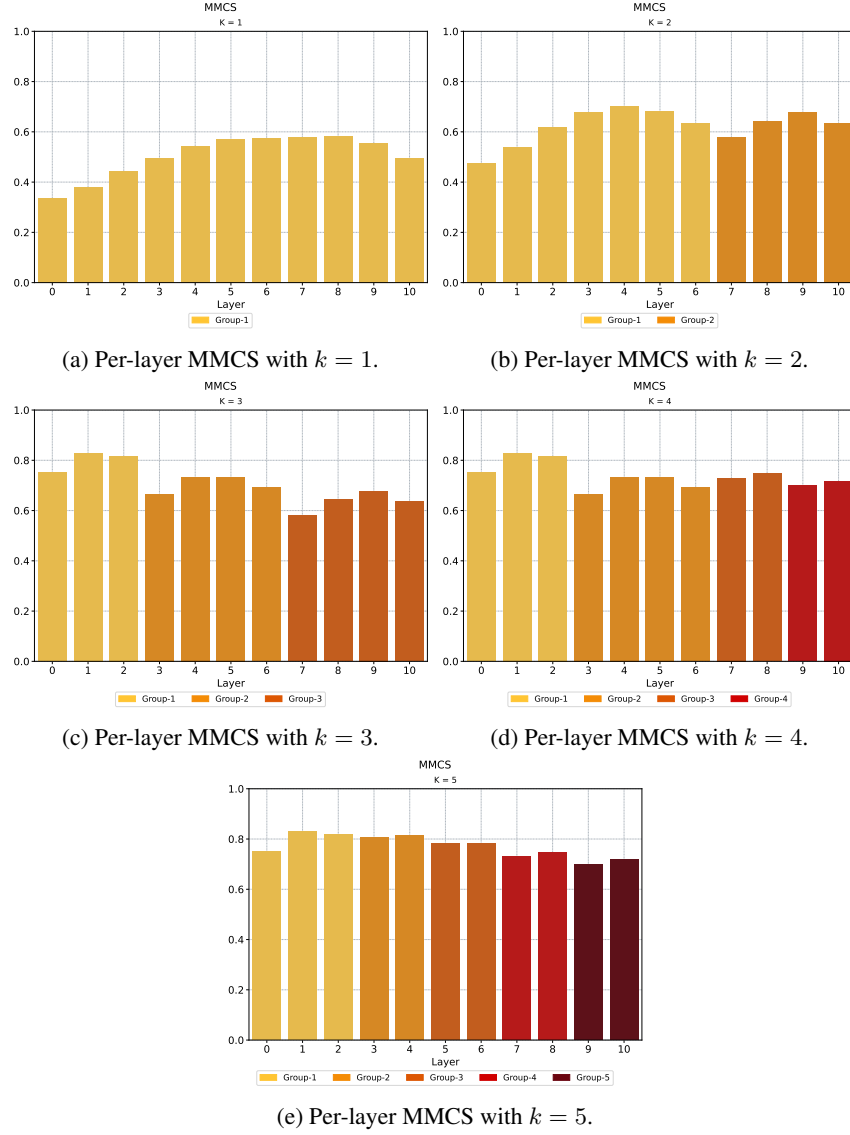 MMCS
K = 1
1.0
0.8
0.6
0.4
0.2
0.0
0 1 2 3 4 5 6 7 8 9 10
Layer
Group-1
(a) Per-layer MMCS with k = 1.
MMCS
K = 2
1.0
0.8
0.6
0.4
0.2
0.0
0 1 2 3 4 5 6 7 8 9 10
Layer
Group-1 Group-2
(b) Per-layer MMCS with k = 2.
MMCS
K = 3
1.0
0.8
0.6
0.4
0.2
0.0
0 1 2 3 4 5 6 7 8 9 10
Layer
Group-1 Group-2 Group-3
(c) Per-layer MMCS with k = 3.
MMCS
K = 4
1.0
0.8
0.6
0.4
0.2
0.0
0 1 2 3 4 5 6 7 8 9 10
Layer
Group-1 Group-2 Group-3 Group-4
(d) Per-layer MMCS with k = 4.
MMCS
K = 5
1.0
0.8
0.6
0.4
0.2
0.0
0 1 2 3 4 5 6 7 8 9 10
Layer
Group-1 Group-2 Group-3 Group-4 Group-5
(e) Per-layer MMCS with k = 5.